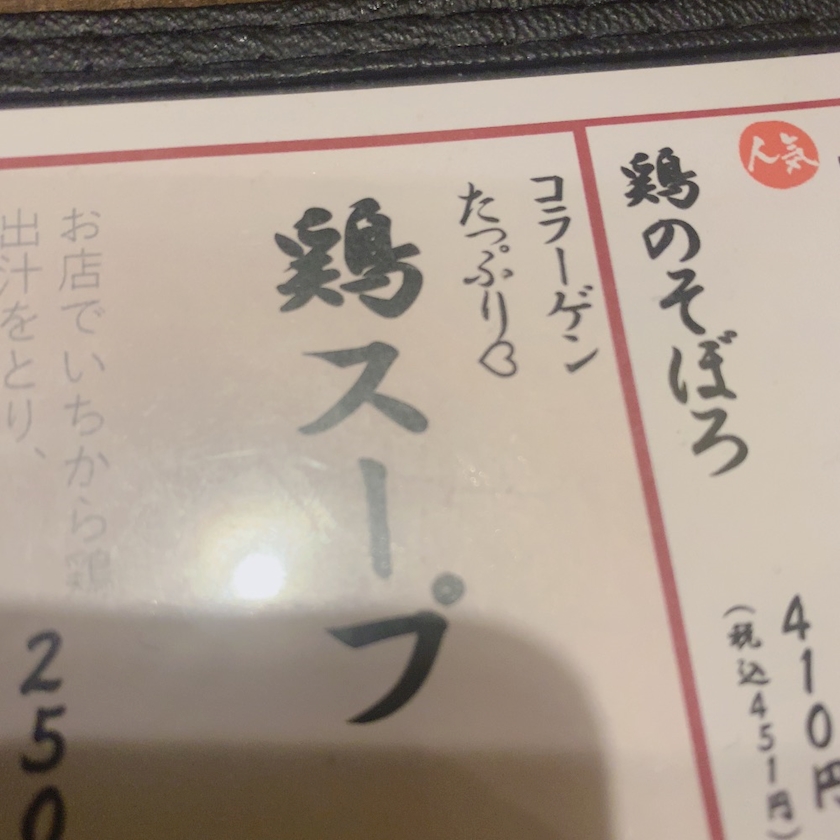 人気
鶏のそぼろ
410円
(税込451円)
コラーゲン
たっぷり♡
鶏スープ
お店でいちから鶏
出汁をとり、
250